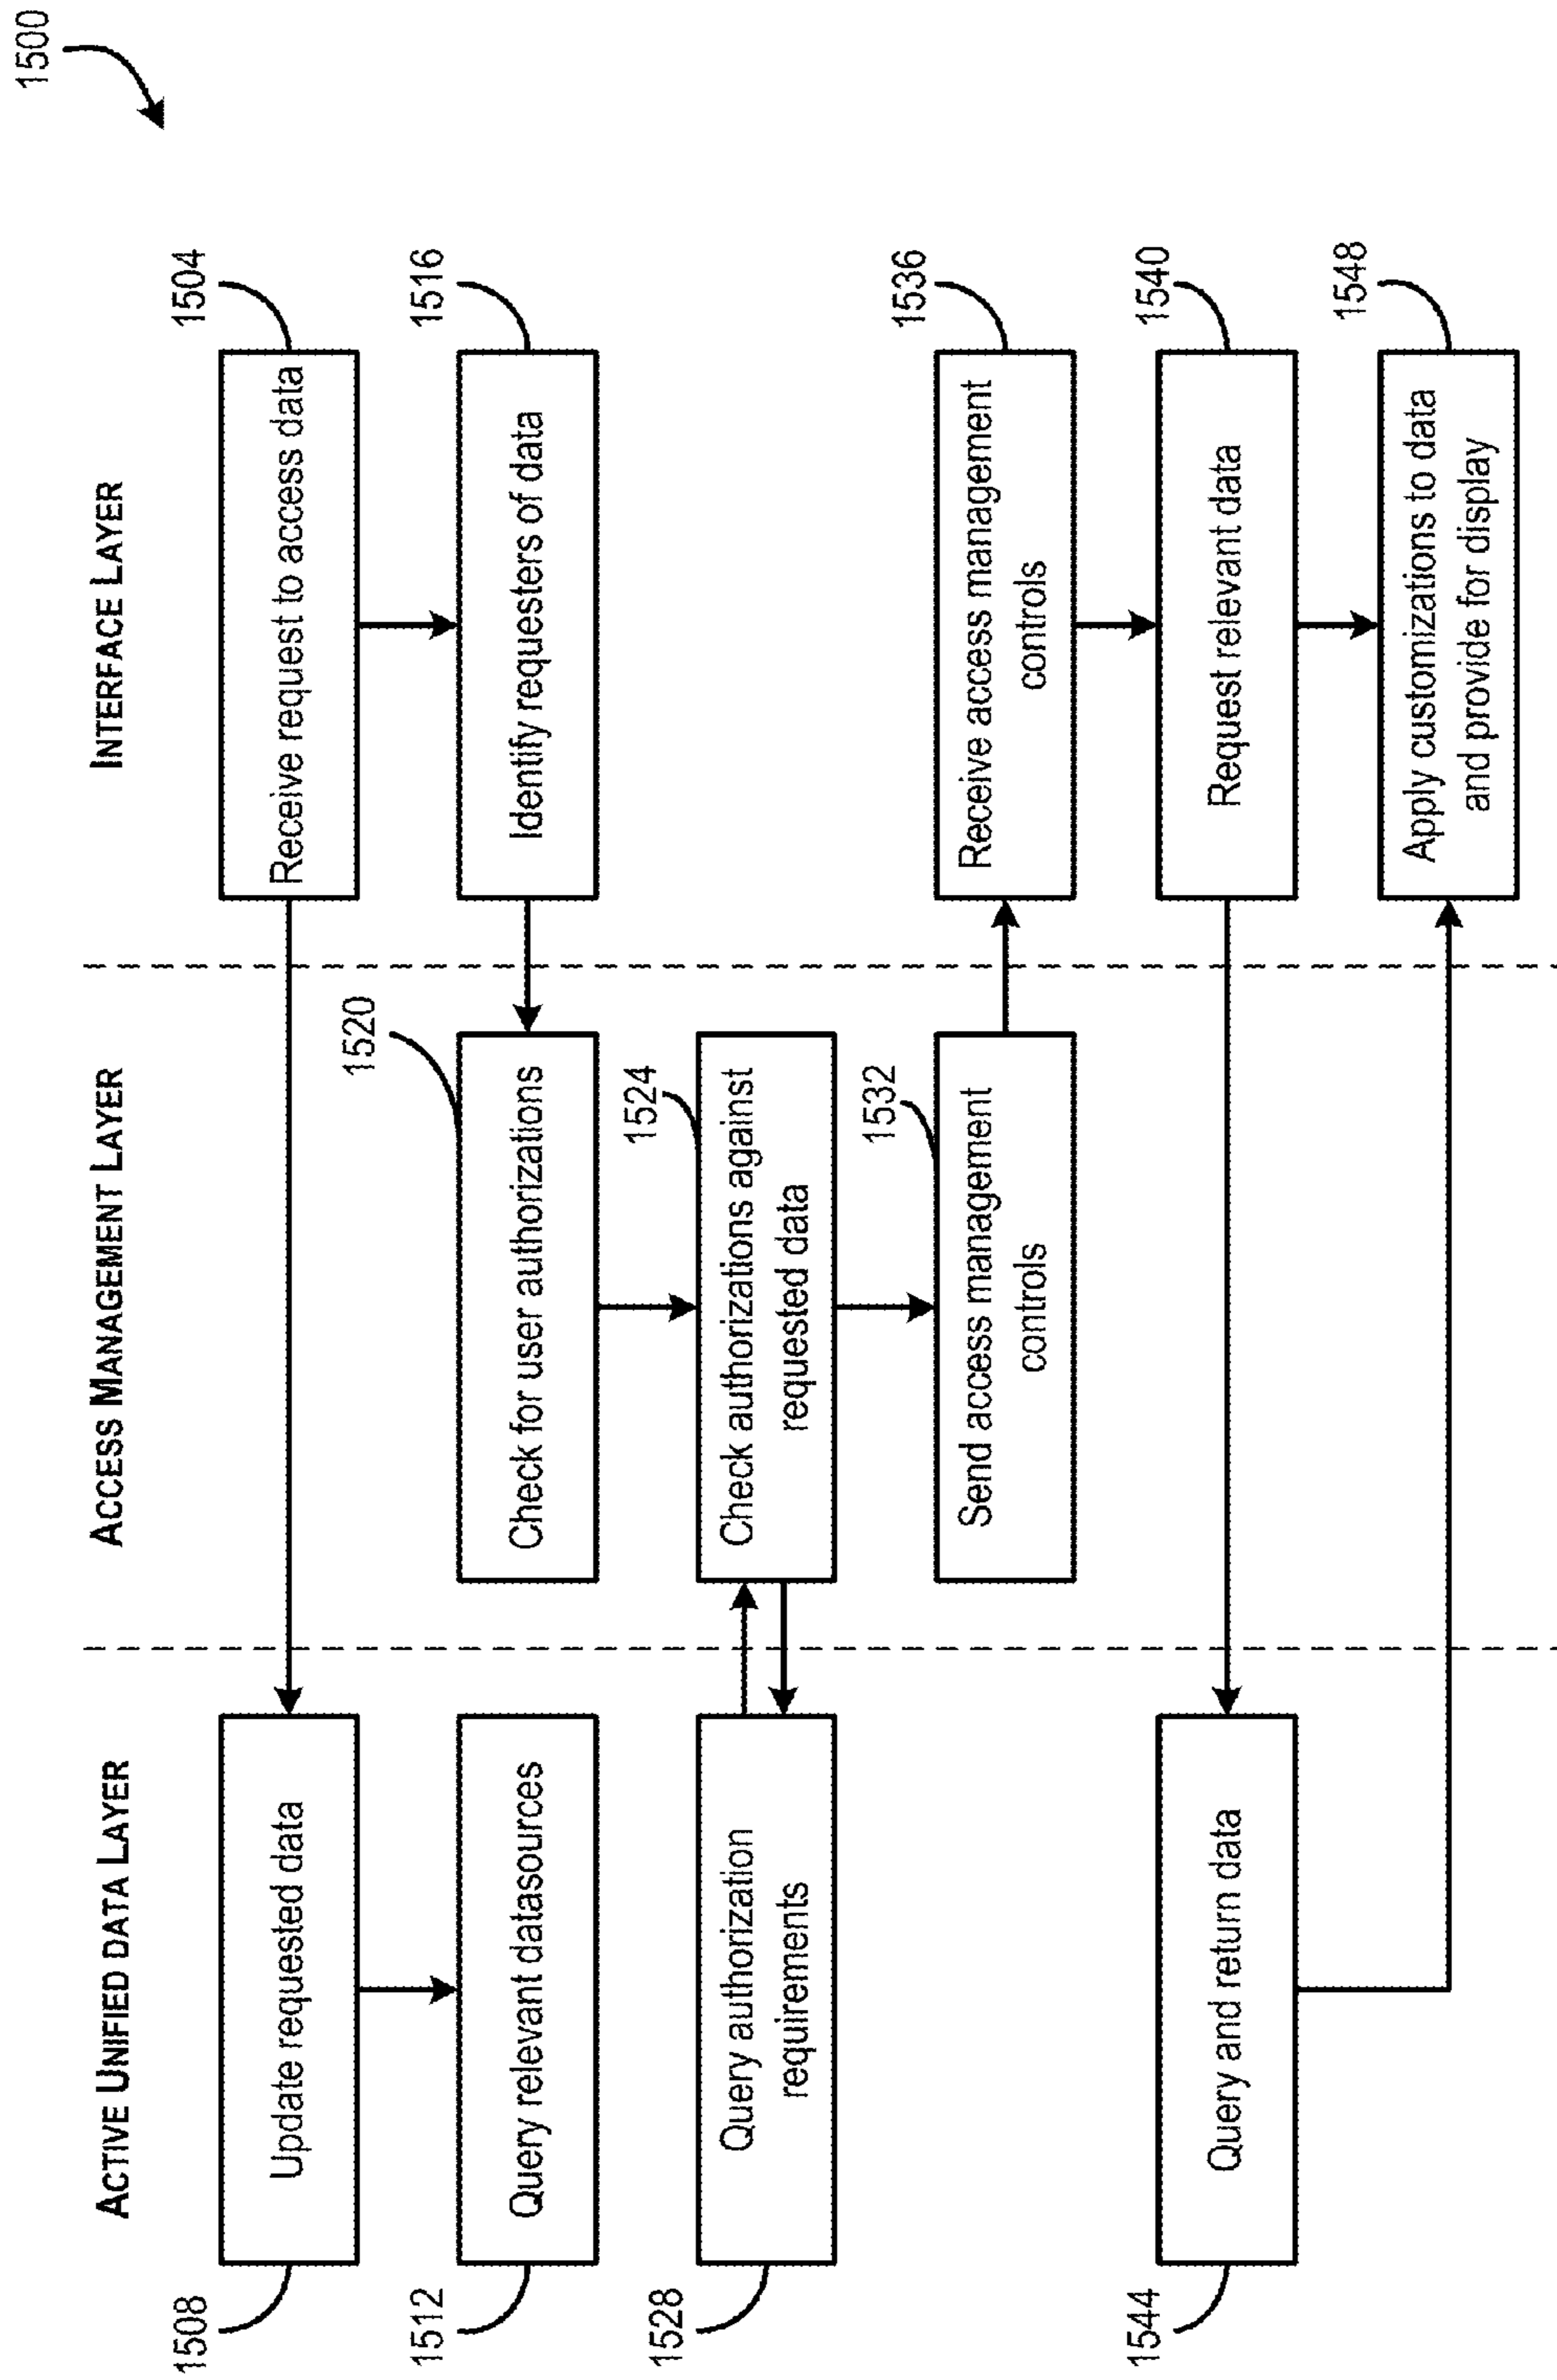 1500
ACTIVE UNIFIED DATA LAYER
ACCESS MANAGEMENT LAYER
INTERFACE LAYER
1508
Update requested data
Receive request to access data
1504
1512
Query relevant datasources
1520
Check for user authorizations
Identify requesters of data
1516
1528
Query authorization
requirements
1524
Check authorizations against
requested data
1532
Send access management
controls
Receive access management
controls
1536
1544
Query and return data
Request relevant data
1540
Apply customizations to data
and provide for display
1548